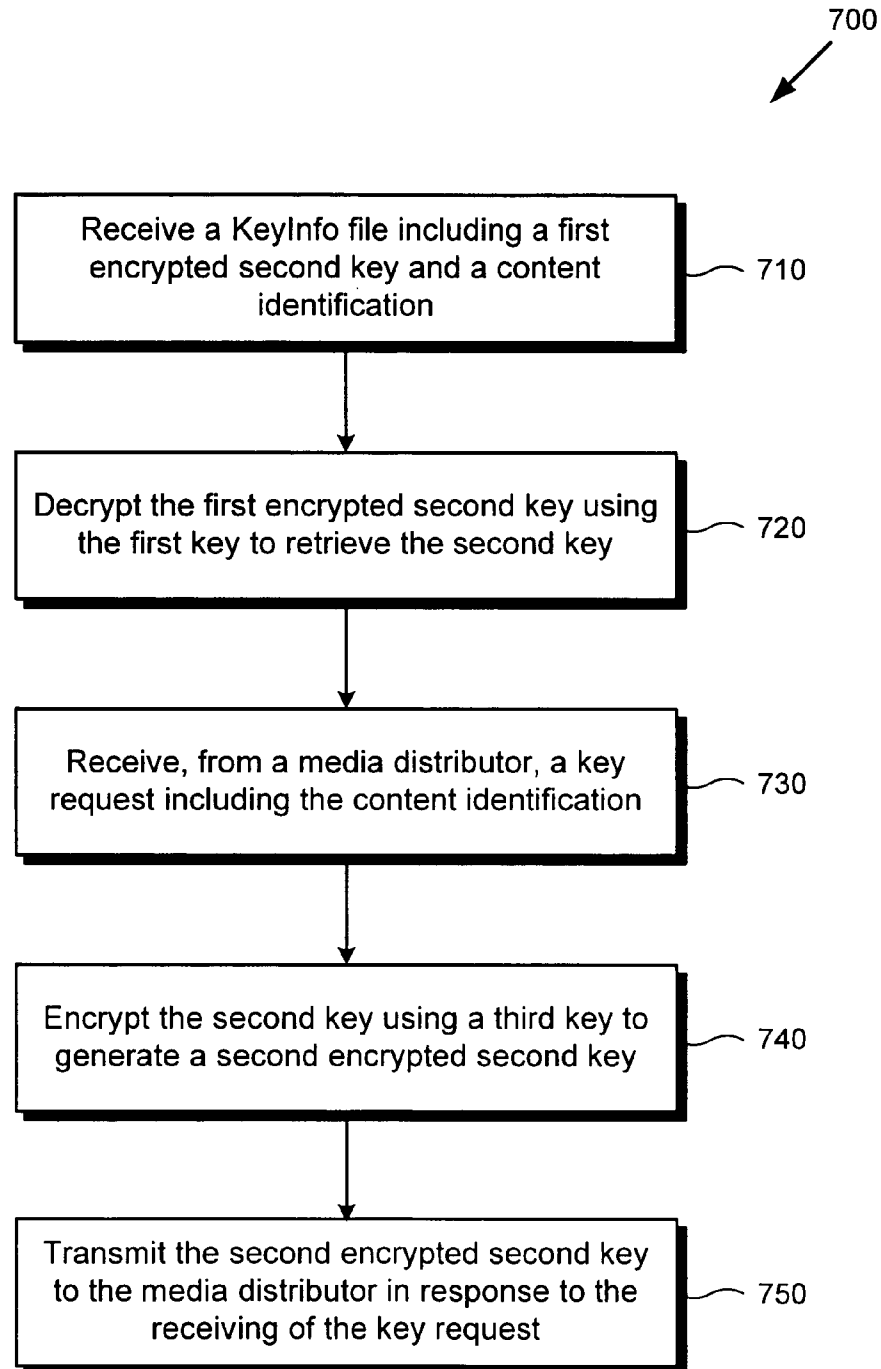 700
Receive a KeyInfo file including a first
encrypted second key and a content
identification
710
Decrypt the first encrypted second key using
the first key to retrieve the second key
720
Receive, from a media distributor, a key
request including the content identification
730
Encrypt the second key using a third key to
generate a second encrypted second key
740
Transmit the second encrypted second key
to the media distributor in response to the
receiving of the key request
750